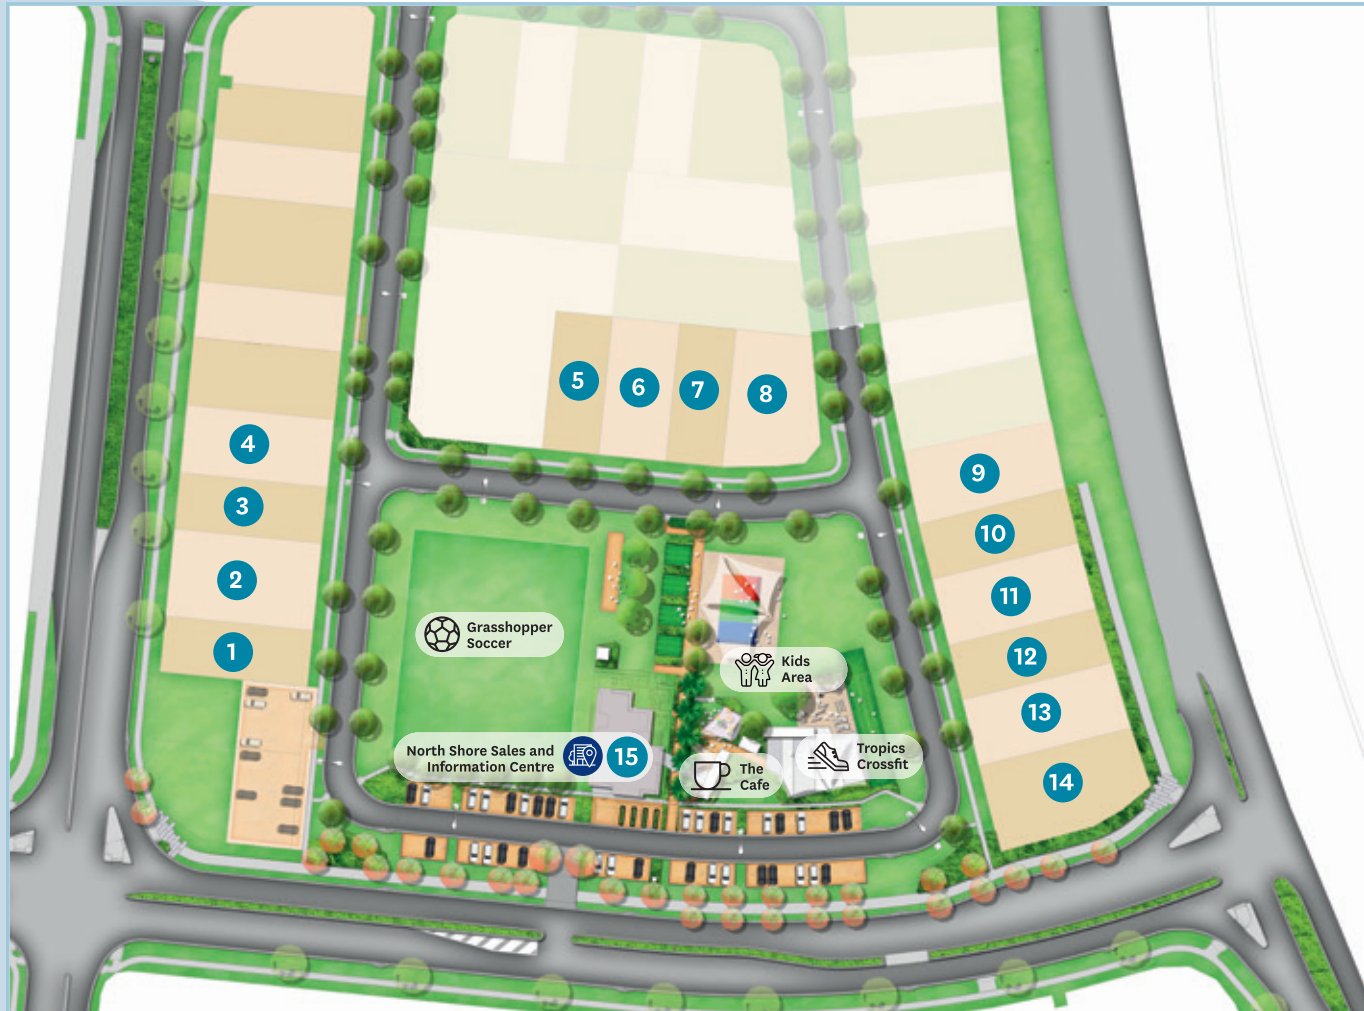 5
6
7
8
4
3
2
1
9
10
11
12
13
14
Grasshopper
Soccer
Kids
Area
North Shore Sales and
Information Centre
15
The
Cafe
Tropics
Crossfit